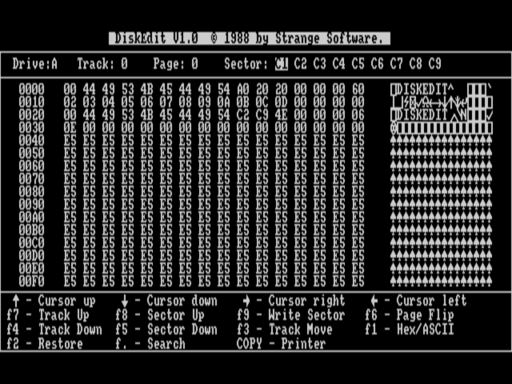 DiskEdit V1.0 © 1988 by Strange Software.
Drive:A Track: 0 Page: 0 Sector: C1 C2 C3 C4 C5 C6 C7 C8 C9
0000 00 44 49 53 4B 45 44 49 54 A0 20 20 00 00 00 60 DISKEDIT
0010 02 03 04 05 06 07 08 09 0A 0B 0C 0D 00 00 00 00
0020 00 44 49 53 4B 45 44 49 54 C2 C9 4E 00 00 00 06 DISKEDIT N
0030 0E 00 00 00 00 00 00 00 00 00 00 00 00 00 00 00
0040 E5 E5 E5 E5 E5 E5 E5 E5 E5 E5 E5 E5 E5 E5 E5 E5
0050 E5 E5 E5 E5 E5 E5 E5 E5 E5 E5 E5 E5 E5 E5 E5 E5
0060 E5 E5 E5 E5 E5 E5 E5 E5 E5 E5 E5 E5 E5 E5 E5 E5
0070 E5 E5 E5 E5 E5 E5 E5 E5 E5 E5 E5 E5 E5 E5 E5 E5
0080 E5 E5 E5 E5 E5 E5 E5 E5 E5 E5 E5 E5 E5 E5 E5 E5
0090 E5 E5 E5 E5 E5 E5 E5 E5 E5 E5 E5 E5 E5 E5 E5 E5
00A0 E5 E5 E5 E5 E5 E5 E5 E5 E5 E5 E5 E5 E5 E5 E5 E5
00B0 E5 E5 E5 E5 E5 E5 E5 E5 E5 E5 E5 E5 E5 E5 E5 E5
00C0 E5 E5 E5 E5 E5 E5 E5 E5 E5 E5 E5 E5 E5 E5 E5 E5
00D0 E5 E5 E5 E5 E5 E5 E5 E5 E5 E5 E5 E5 E5 E5 E5 E5
00E0 E5 E5 E5 E5 E5 E5 E5 E5 E5 E5 E5 E5 E5 E5 E5 E5
00F0 E5 E5 E5 E5 E5 E5 E5 E5 E5 E5 E5 E5 E5 E5 E5 E5
↑ - Cursor up ↓ - Cursor down → - Cursor right ← - Cursor left
f7 - Track Up f8 - Sector Up f9 - Write Sector f6 - Page Flip
f4 - Track Down f5 - Sector Down f3 - Track Move f1 - Hex/ASCII
f2 - Restore f. - Search COPY - Printer